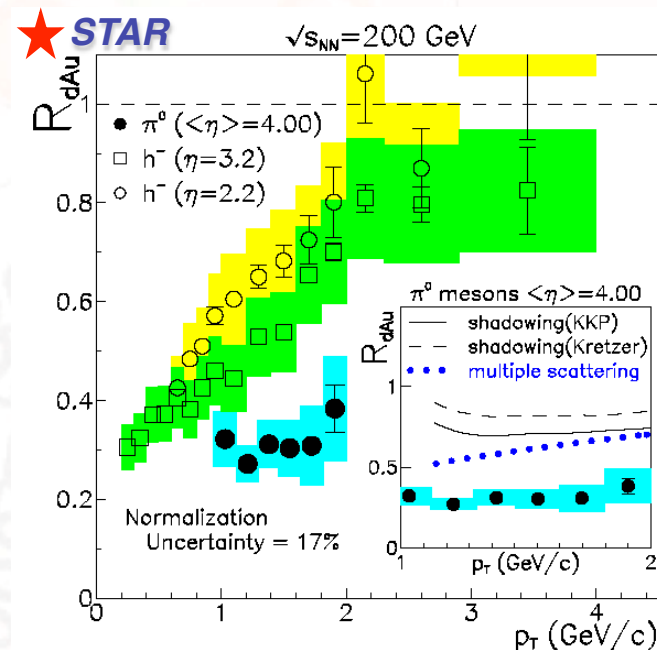 STAR
√sNN=200 GeV
RdAu
π⁰ (<η>=4.00)
h⁻ (η=3.2)
h⁻ (η=2.2)
1
0.8
0.6
0.4
0.2
0
Normalization
Uncertainty = 17%
0 1 2 3 4
pT (GeV/c)
π⁰ mesons <η>=4.00
RdAu
shadowing(KKP)
shadowing(Kretzer)
multiple scattering
1
0.5
0
1 2
pT (GeV/c)